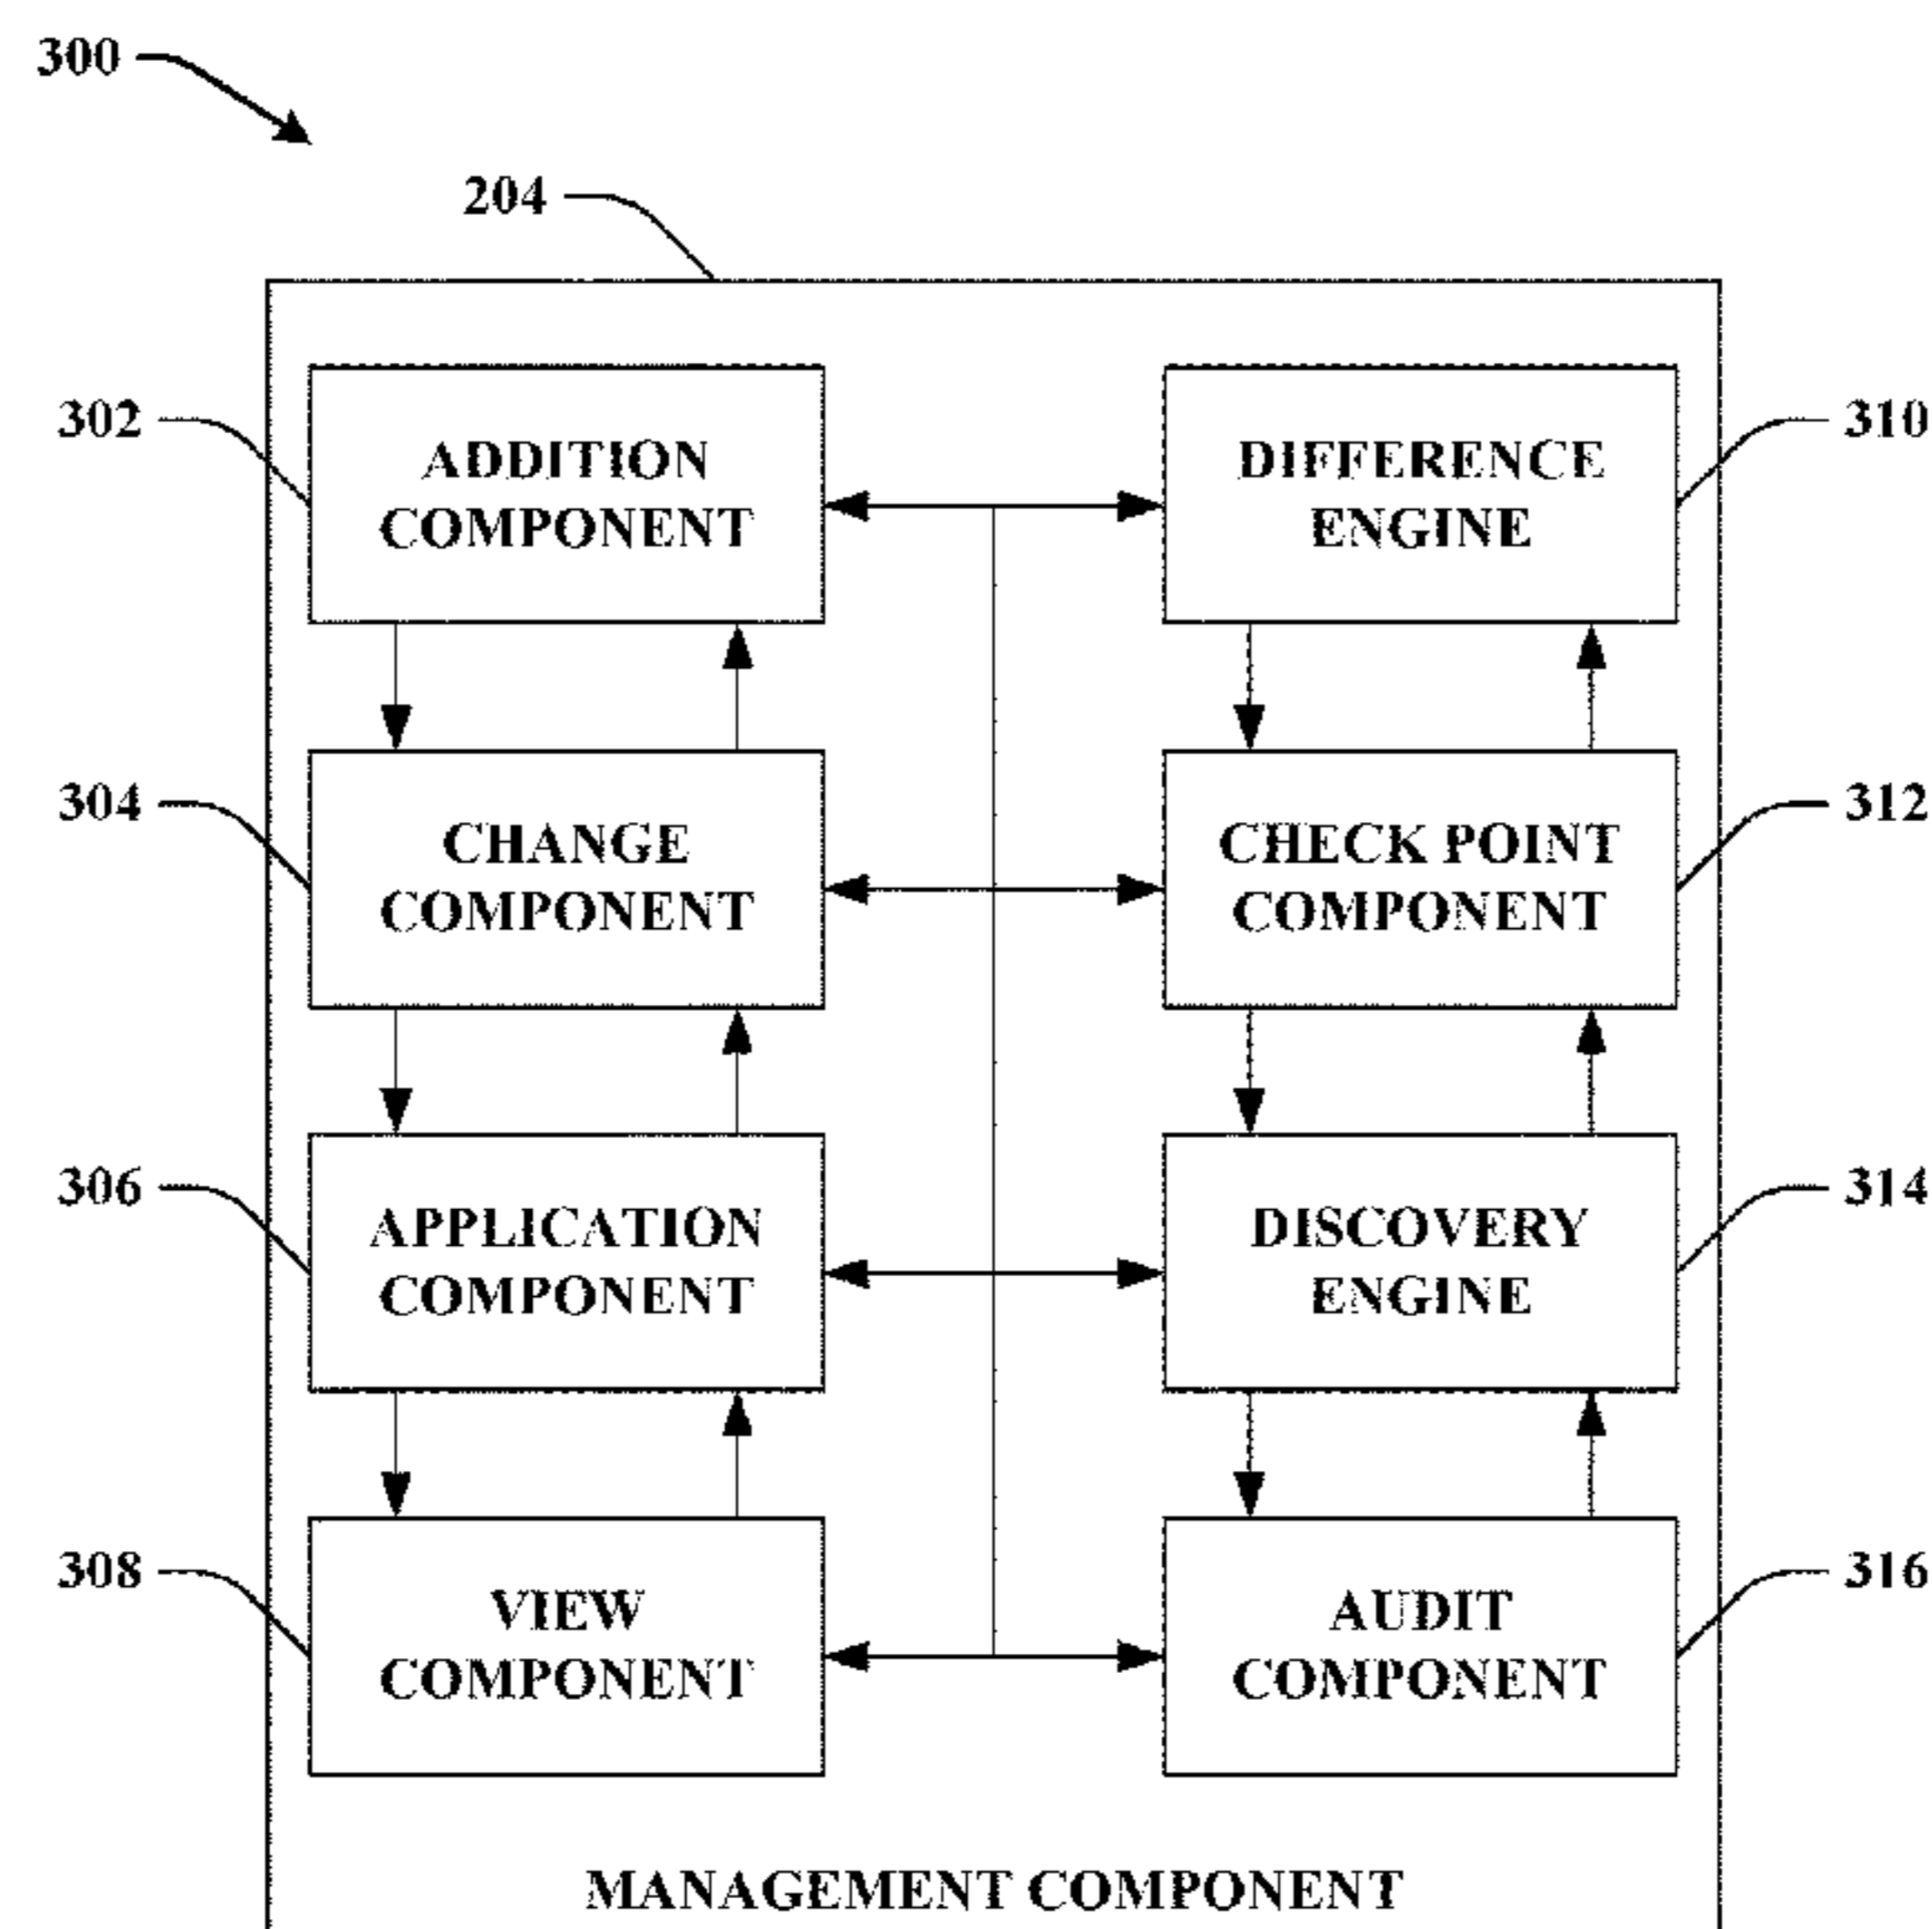 300
204
302
ADDITION
COMPONENT
DIFFERENCE
ENGINE
310
304
CHANGE
COMPONENT
CHECK POINT
COMPONENT
312
306
APPLICATION
COMPONENT
DISCOVERY
ENGINE
314
308
VIEW
COMPONENT
AUDIT
COMPONENT
316
MANAGEMENT COMPONENT